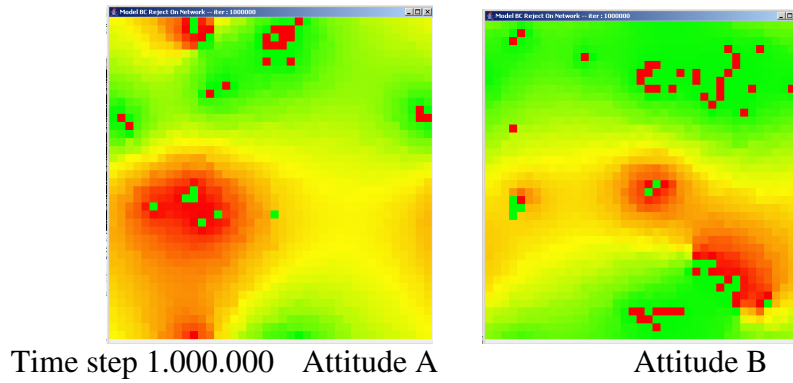 Model BC Reject On Network -- iter : 1000000
Model BC Reject On Network -- iter : 1000000
Time step 1.000.000 Attitude A Attitude B